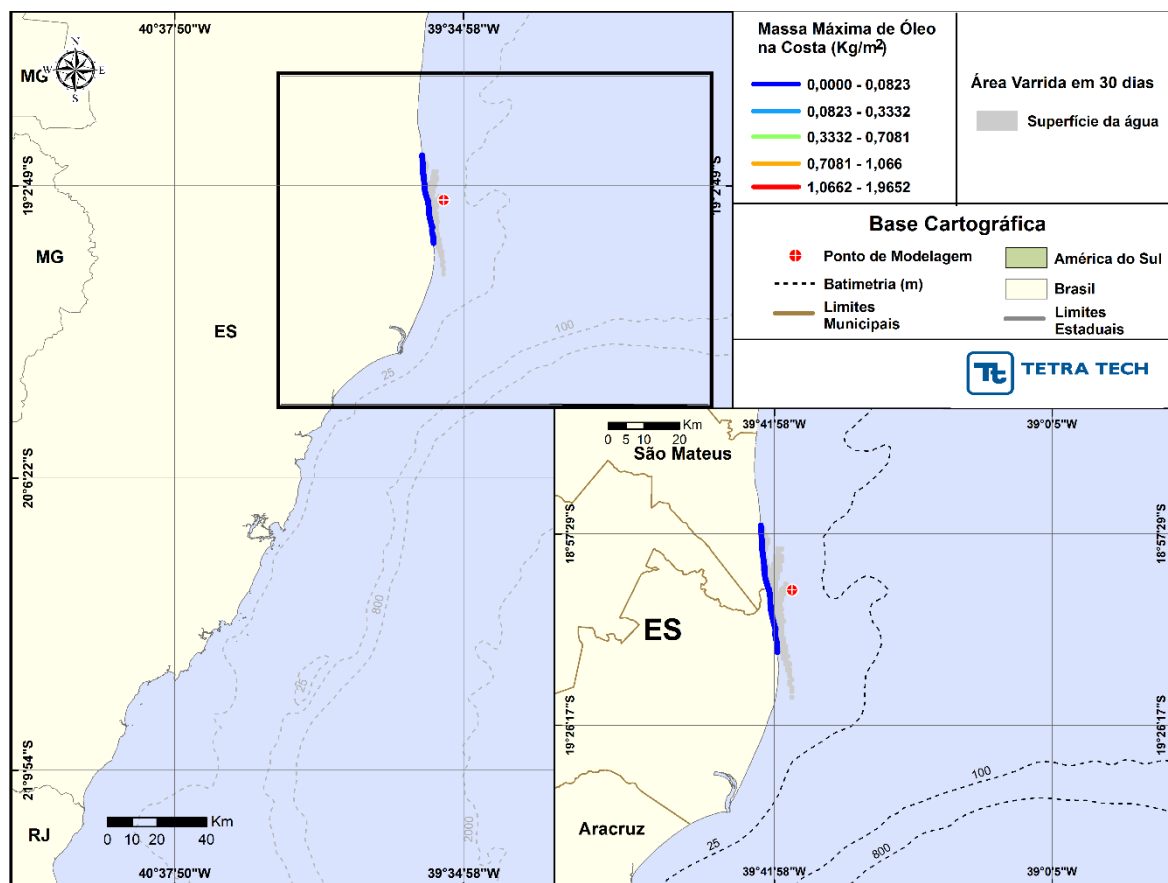 40°37'50"W
39°34'58"W
MG
N
W
E
S
19°2'49"S
19°2'49"S
MG
ES
100
25
20°6'22"S
800
25
21°9'54"S
RJ
2000
Km
0 10 20 40
40°37'50"W
39°34'58"W
Massa Máxima de Óleo
na Costa (Kg/m²)
0,0000 - 0,0823
0,0823 - 0,3332
0,3332 - 0,7081
0,7081 - 1,066
1,0662 - 1,9652
Área Varrida em 30 dias
Superfície da água
Base Cartográfica
Ponto de Modelagem
Batimetria (m)
Limites
Municipais
América do Sul
Brasil
Limites
Estaduais
Tt TETRA TECH
Km
0 5 10 20
São Mateus
39°41'58"W
39°0'5"W
18°57'29"S
18°57'29"S
ES
19°26'17"S
19°26'17"S
100
Aracruz
25
800
39°41'58"W
39°0'5"W